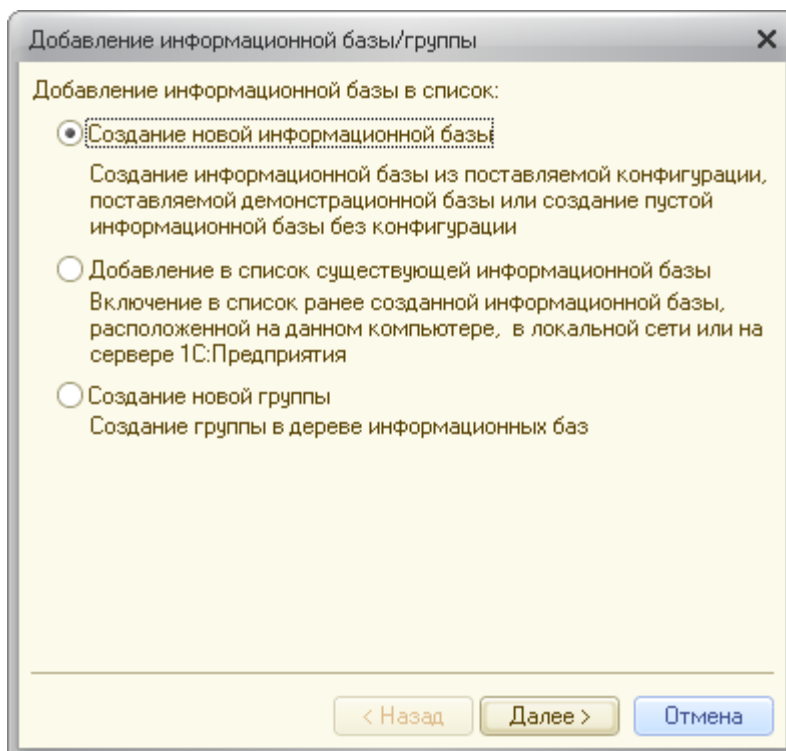 Добавление информационной базы/группы
Добавление информационной базы в список:
Создание новой информационной базы
Создание информационной базы из поставляемой конфигурации,
поставляемой демонстрационной базы или создание пустой
информационной базы без конфигурации
Добавление в список существующей информационной базы
Включение в список ранее созданной информационной базы,
расположенной на данном компьютере, в локальной сети или на
сервере 1С:Предприятия
Создание новой группы
Создание группы в дереве информационных баз
< Назад Далее > Отмена